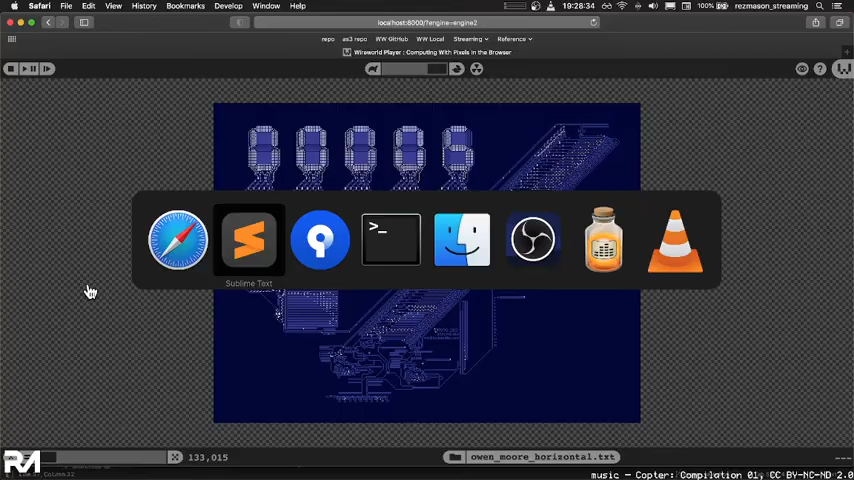 Safari File Edit View History Bookmarks Develop Window Help 100% 19:28:34 rezmason_streaming
localhost:8000/?engine=engine2
repo as3 repo WW GitHub WW Local Streaming Reference
Wireworld Player : Computing With Pixels in the Browser
Sublime Text
133,015 owen_moore_horizontal.txt
music - Copter: Compilation 01, CC BY-NC-ND 2.0